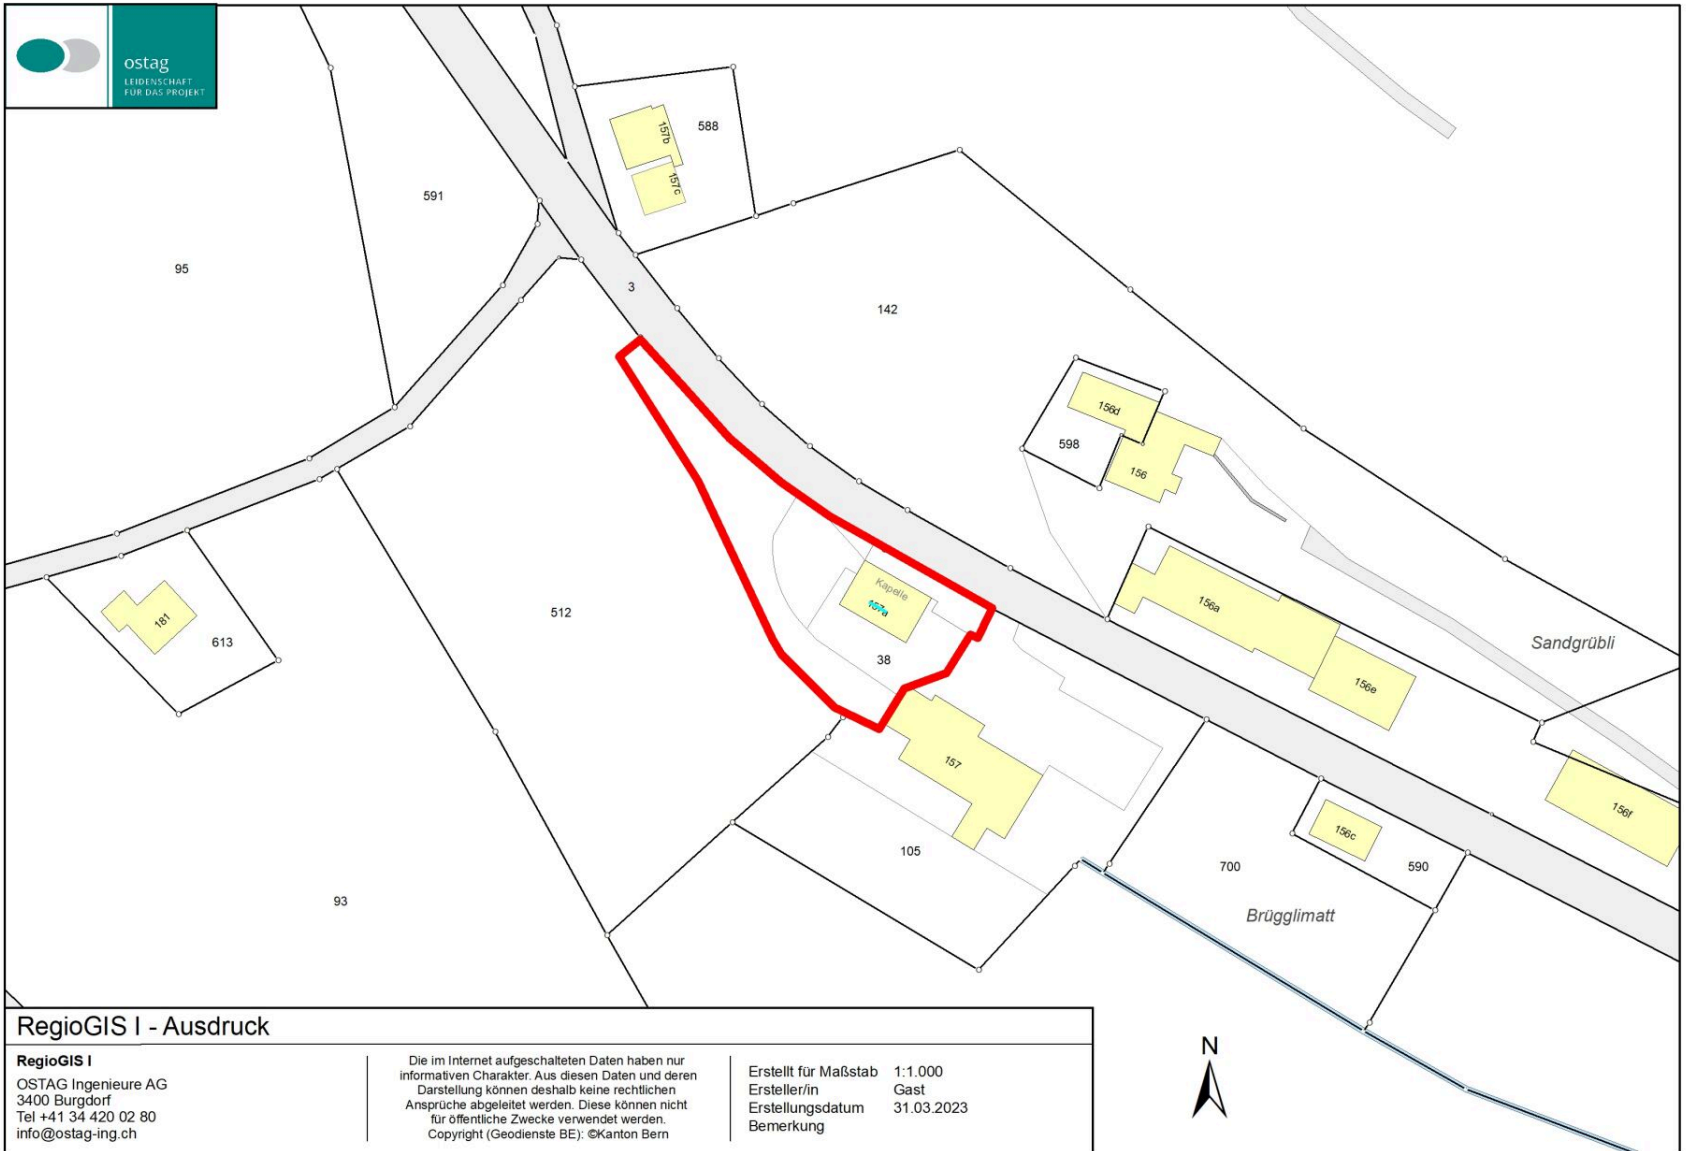 ostag
LEIDENSCHAFT
FÜR DAS PROJEKT
157b
588
157c
591
95
3
142
156d
598
156
Kapelle
157a
156a
512
181
613
38
Sandgrübli
156e
157
156f
156c
105
700
590
93
Brügglimatt
RegioGIS I - Ausdruck
RegioGIS I
OSTAG Ingenieure AG
3400 Burgdorf
Tel +41 34 420 02 80
info@ostag-ing.ch
Die im Internet aufgeschalteten Daten haben nur
informativen Charakter. Aus diesen Daten und deren
Darstellung können deshalb keine rechtlichen
Ansprüche abgeleitet werden. Diese können nicht
für öffentliche Zwecke verwendet werden.
Copyright (Geodienste BE): ©Kanton Bern
Erstellt für Maßstab 1:1.000
Ersteller/in Gast
Erstellungsdatum 31.03.2023
Bemerkung
N